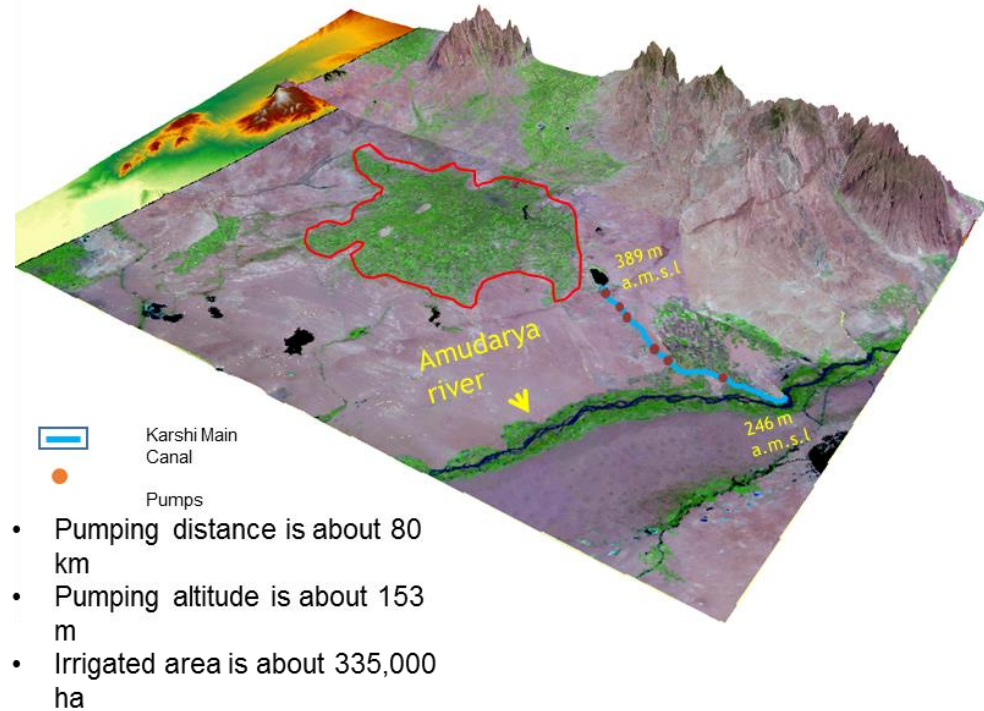 389 m
a.m.s.l
Amudarya
river
246 m
a.m.s.l
Karshi Main
Canal
Pumps
• Pumping distance is about 80
km
• Pumping altitude is about 153
m
• Irrigated area is about 335,000
ha